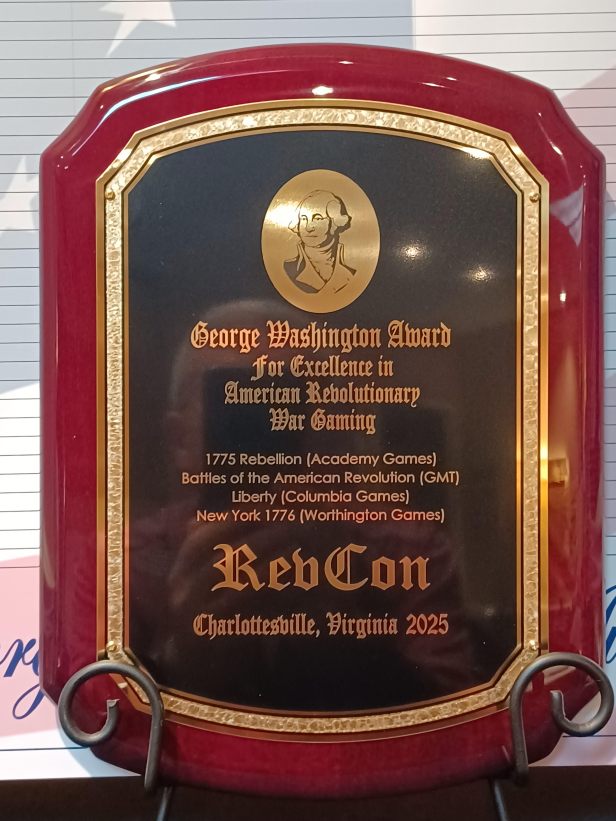 George Washington Award
For Excellence in
American Revolutionary
War Gaming
1775 Rebellion (Academy Games)
Battles of the American Revolution (GMT)
Liberty (Columbia Games)
New York 1776 (Worthington Games)
RevCon
Charlottesville, Virginia 2025